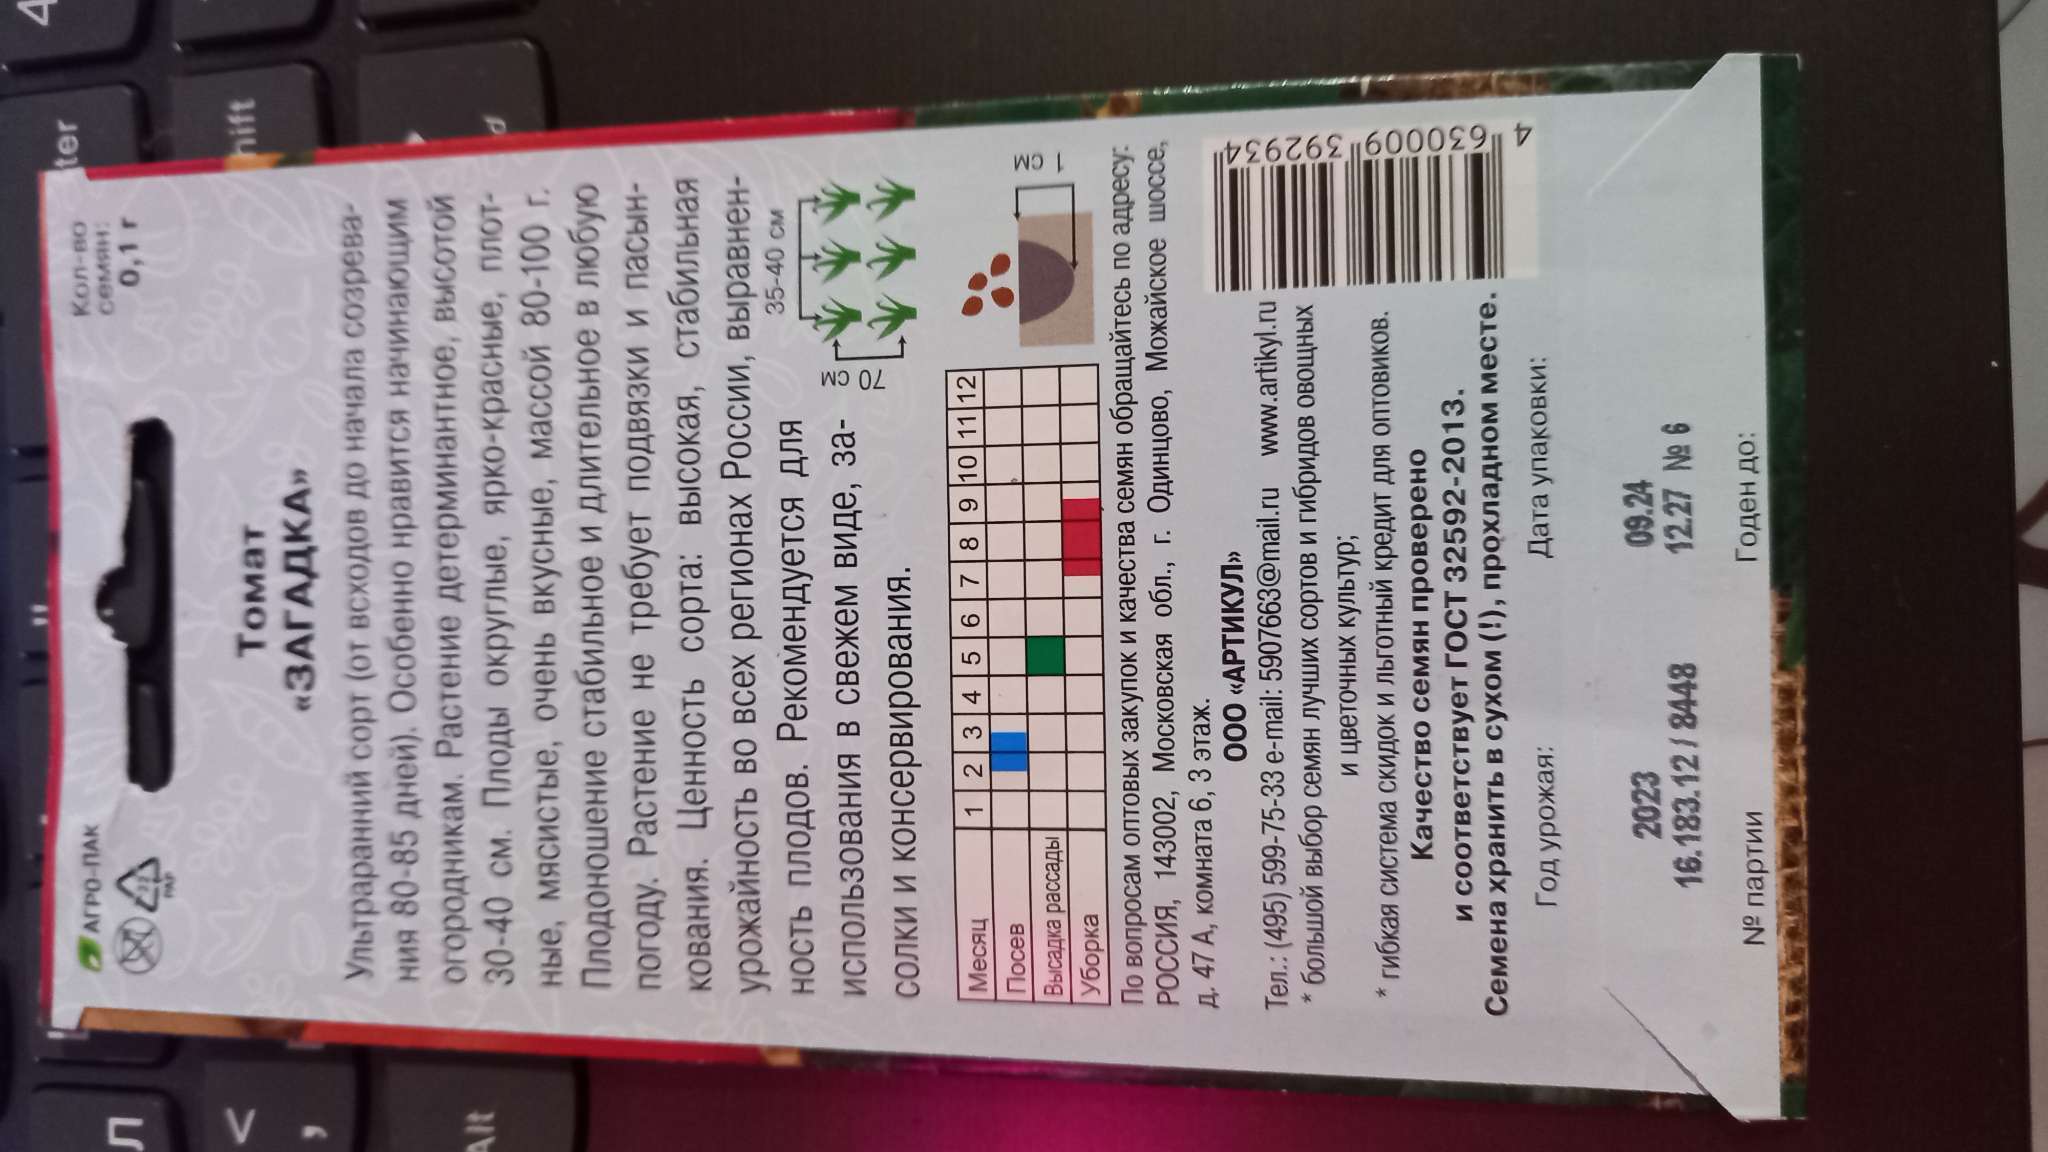 АГРО-ПАК
22
PAP
Кол-во
семян:
0,1 г
Томат
«ЗАГАДКА»
Ультраранний сорт (от всходов до начала созрева-
ния 80-85 дней). Особенно нравится начинающим
огородникам. Растение детерминантное, высотой
30-40 см. Плоды округлые, ярко-красные, плот-
ные, мясистые, очень вкусные, массой 80-100 г.
Плодоношение стабильное и длительное в любую
погоду. Растение не требует подвязки и пасын-
кования. Ценность сорта: высокая, стабильная
урожайность во всех регионах России, выравнен-
ность плодов. Рекомендуется для
использования в свежем виде, за-
солки и консервирования.
35-40 см
70 см
Месяц 1 2 3 4 5 6 7 8 9 10 11 12
Посев
Высадка рассады
Уборка
1 см
По вопросам оптовых закупок и качества семян обращайтесь по адресу:
РОССИЯ, 143002, Московская обл., г. Одинцово, Можайское шоссе,
д. 47 А, комната 6, 3 этаж.
ООО «АРТИКУЛ»
Тел.: (495) 599-75-33 e-mail: 5907663@mail.ru www.artikyl.ru
* большой выбор семян лучших сортов и гибридов овощных
и цветочных культур;
* гибкая система скидок и льготный кредит для оптовиков.
Качество семян проверено
и соответствует ГОСТ 32592-2013.
Семена хранить в сухом (!), прохладном месте.
4 630009 392934
Год урожая: Дата упаковки:
2023 09.24
16.183.12 / 8448 12.27 № 6
№ партии Годен до:
4
ter
hift
Л
<
,
Alt